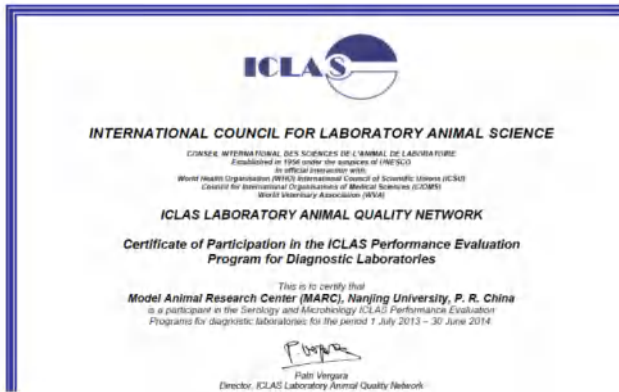 ICLAS
INTERNATIONAL COUNCIL FOR LABORATORY ANIMAL SCIENCE
CONSEIL INTERNATIONAL DES SCIENCES DE L'ANIMAL DE LABORATOIRE
Established in 1956 under the auspices of UNESCO
in official interaction with:
World Health Organisation (WHO) International Council of Scientific Unions (ICSU)
Council for International Organisations of Medical Sciences (CIOMS)
World Veterinary Association (WVA)
ICLAS LABORATORY ANIMAL QUALITY NETWORK
Certificate of Participation in the ICLAS Performance Evaluation
Program for Diagnostic Laboratories
This is to certify that
Model Animal Research Center (MARC), Nanjing University, P. R. China
is a participant in the Serology and Microbiology ICLAS Performance Evaluation
Programs for diagnostic laboratories for the period 1 July 2013 – 30 June 2014
P. Vergara
Patri Vergara
Director, ICLAS Laboratory Animal Quality Network